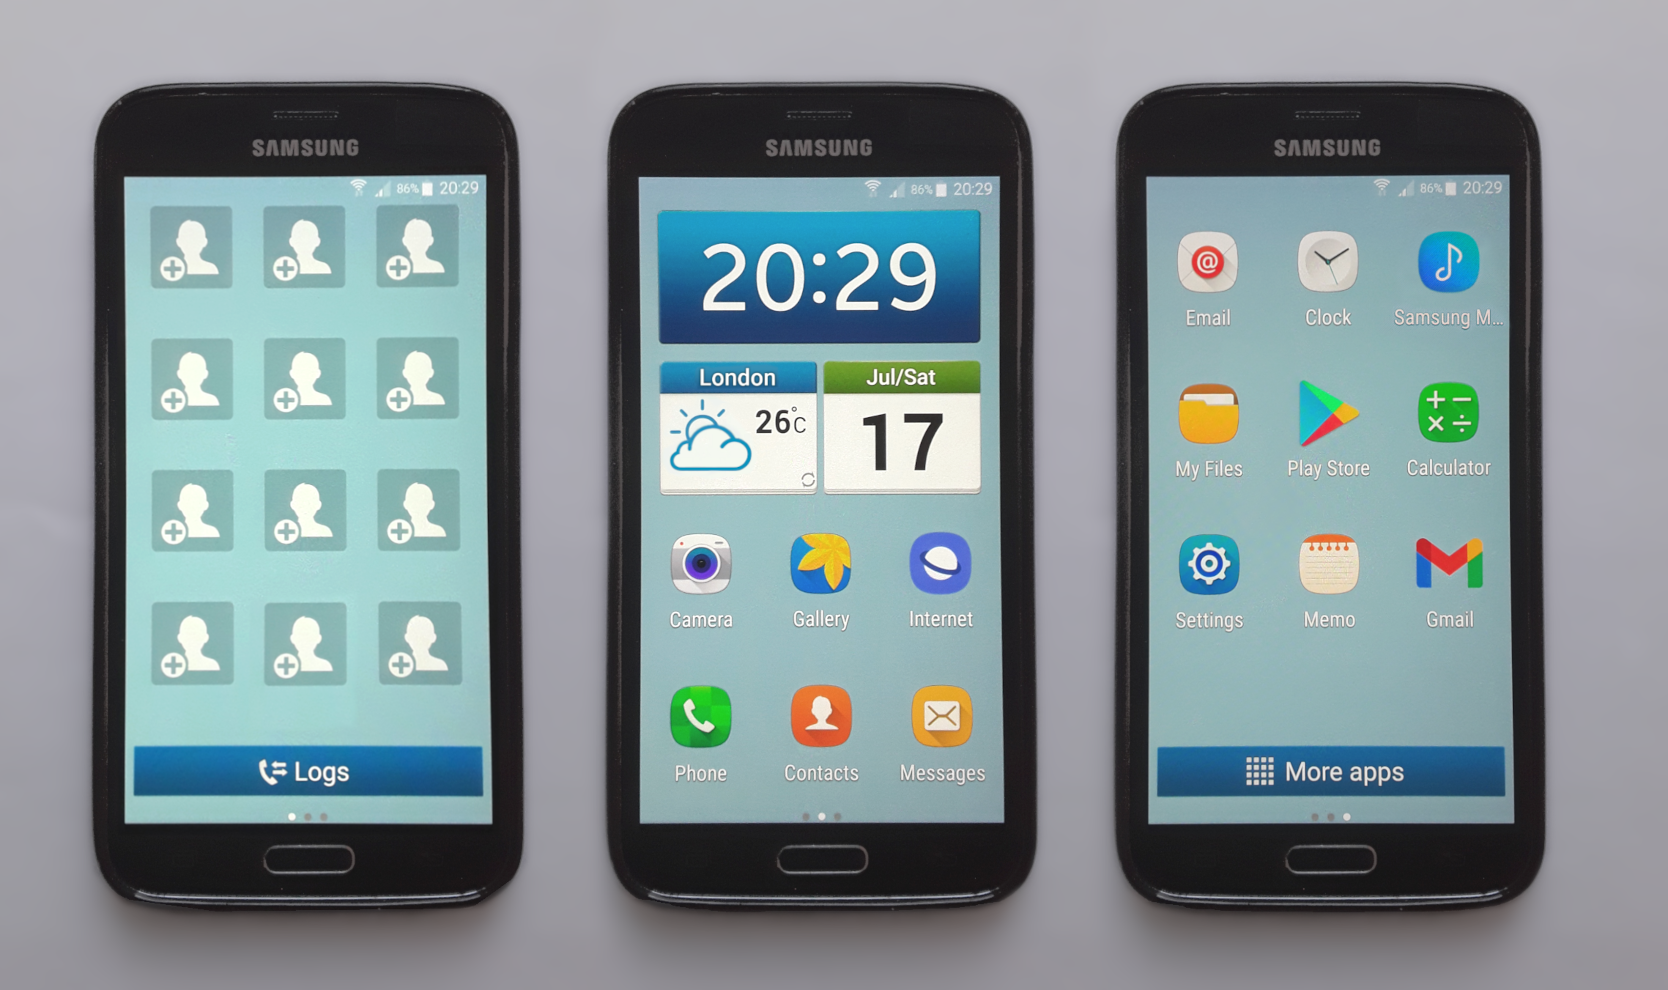 SAMSUNG
86% 20:29
Logs
SAMSUNG
86% 20:29
20:29
London
26°C
Jul/Sat
17
Camera Gallery Internet
Phone Contacts Messages
SAMSUNG
86% 20:29
@
Email Clock Samsung M...
+ − × ÷
My Files Play Store Calculator
Settings Memo Gmail
More apps